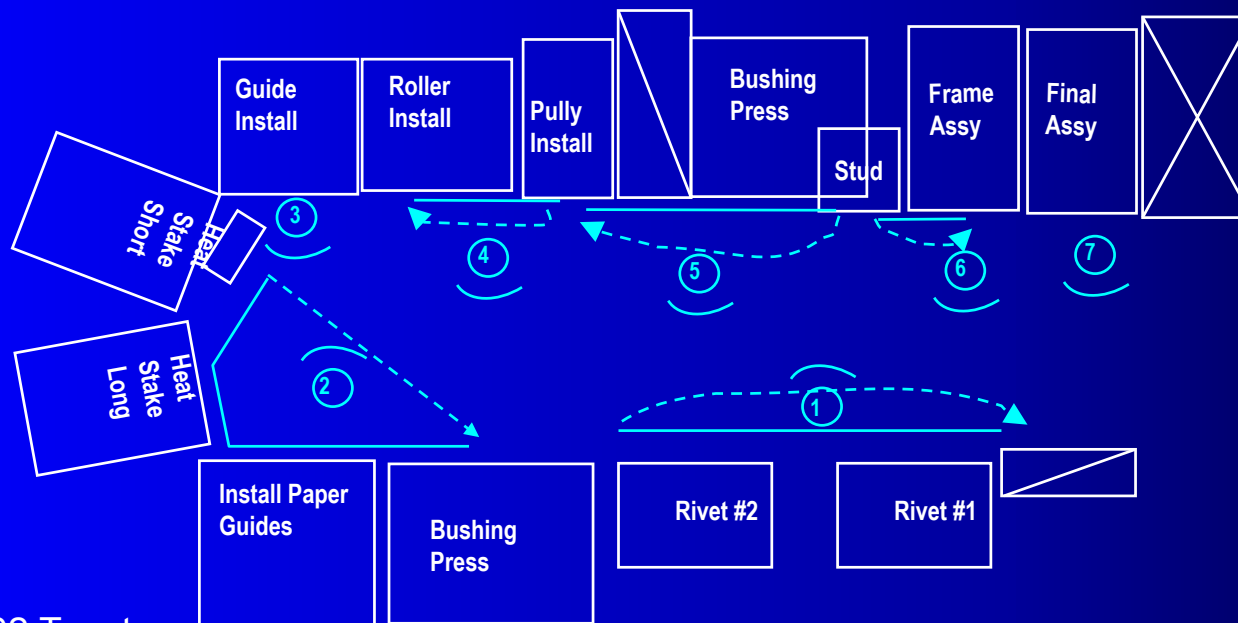 Guide
Install
Roller
Install
Pully
Install
Bushing
Press
Stud
Frame
Assy
Final
Assy
Heat
Stake
Short
Heat
Stake
Long
3
4
5
6
7
2
1
Install Paper
Guides
Bushing
Press
Rivet #2
Rivet #1